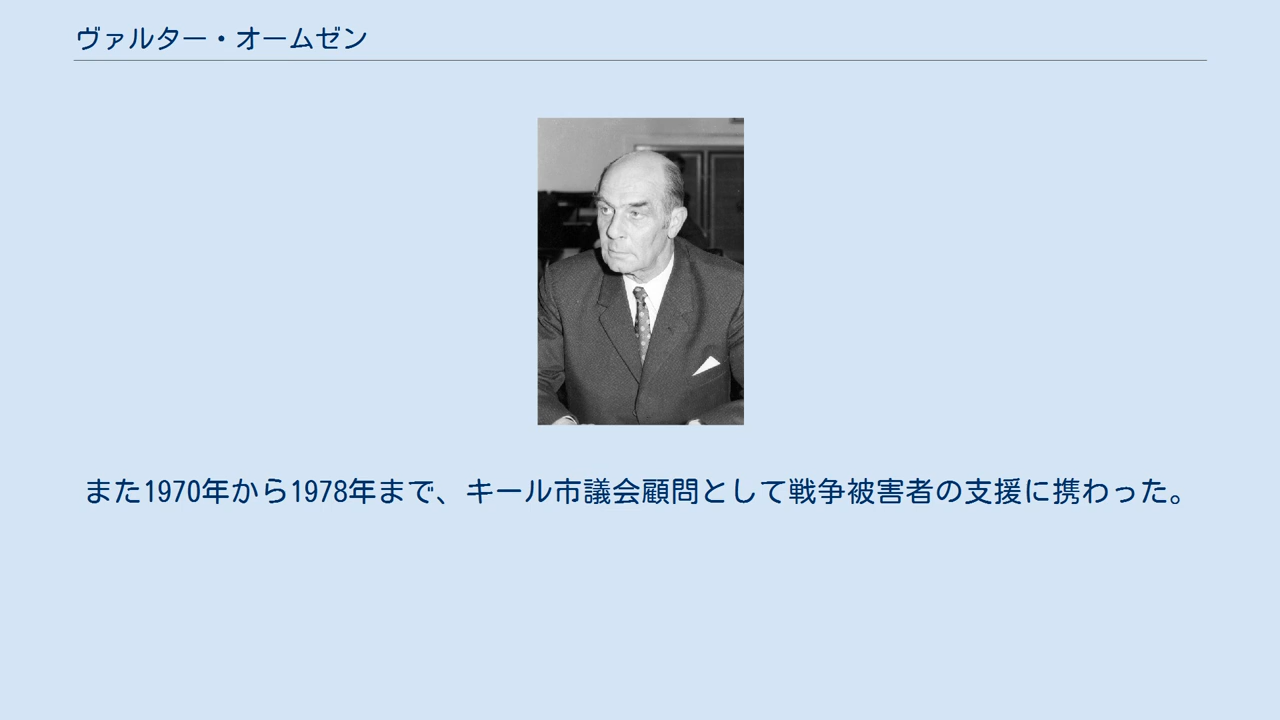 ヴァルター・オームゼン
また1970年から1978年まで、キール市議会顧問として戦争被害者の支援に携わった。